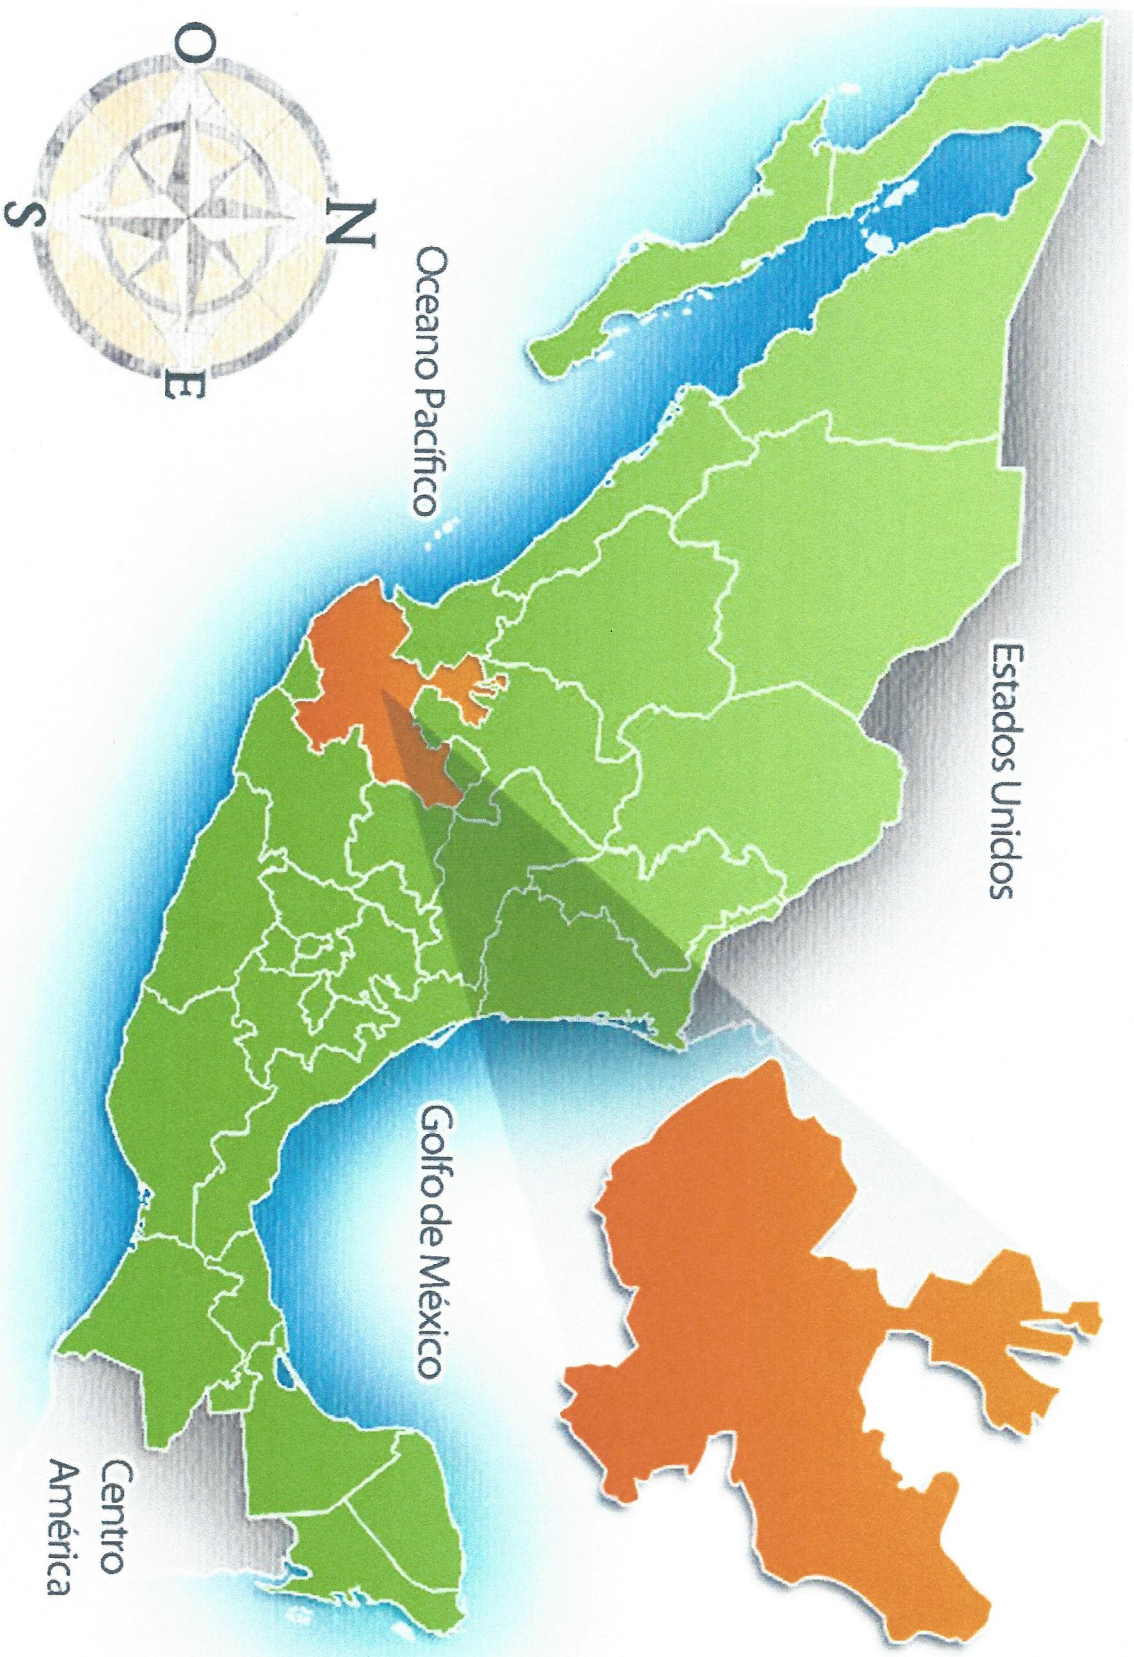 Estados Unidos
Oceano Pacífico
Golfo de México
Centro
América
N
O
E
S